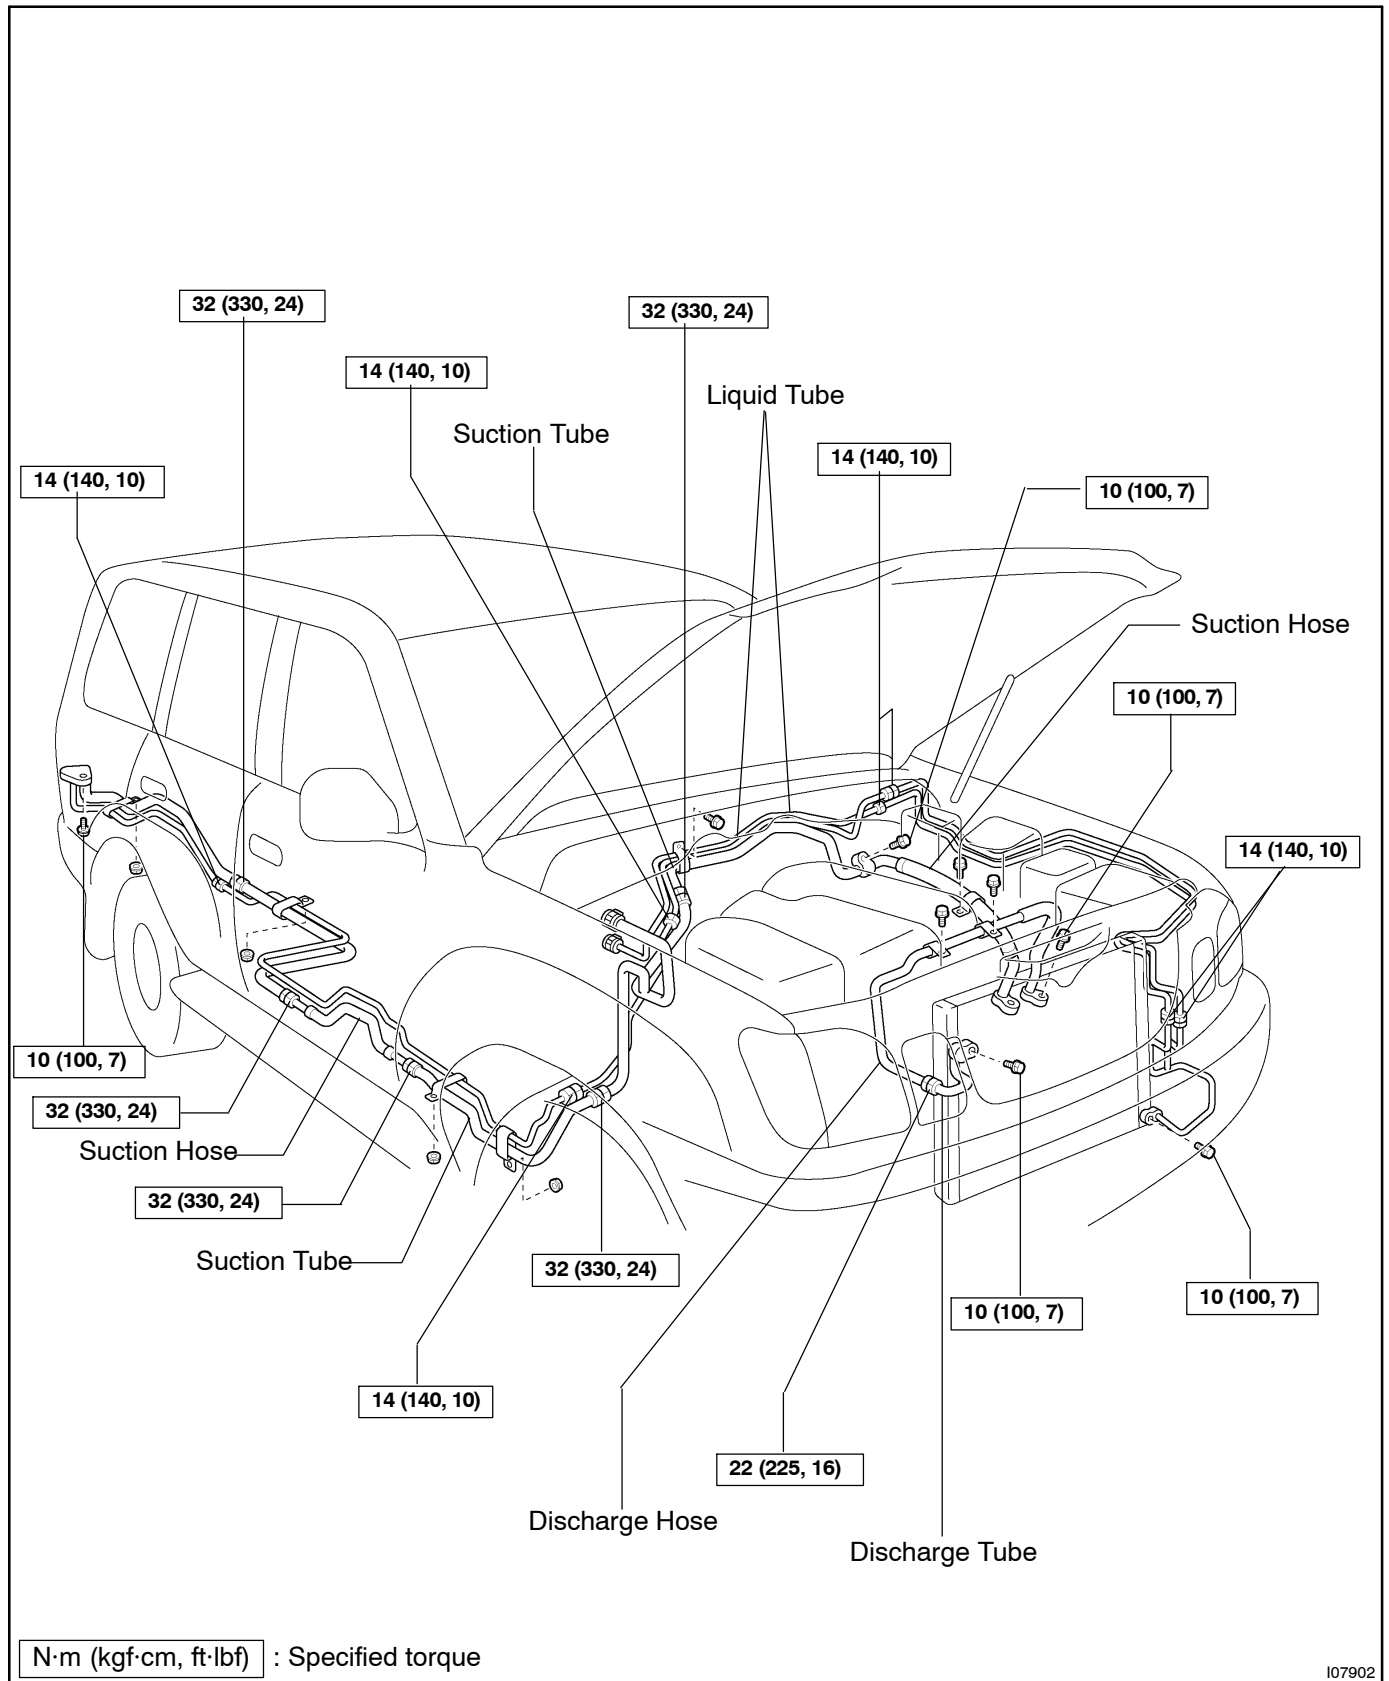 32 (330, 24)
32 (330, 24)
14 (140, 10)
Liquid Tube
Suction Tube
14 (140, 10)
14 (140, 10)
10 (100, 7)
Suction Hose
10 (100, 7)
14 (140, 10)
10 (100, 7)
32 (330, 24)
Suction Hose
32 (330, 24)
Suction Tube
32 (330, 24)
10 (100, 7)
10 (100, 7)
14 (140, 10)
22 (225, 16)
Discharge Hose
Discharge Tube
N·m (kgf·cm, ft·lbf) : Specified torque
I07902